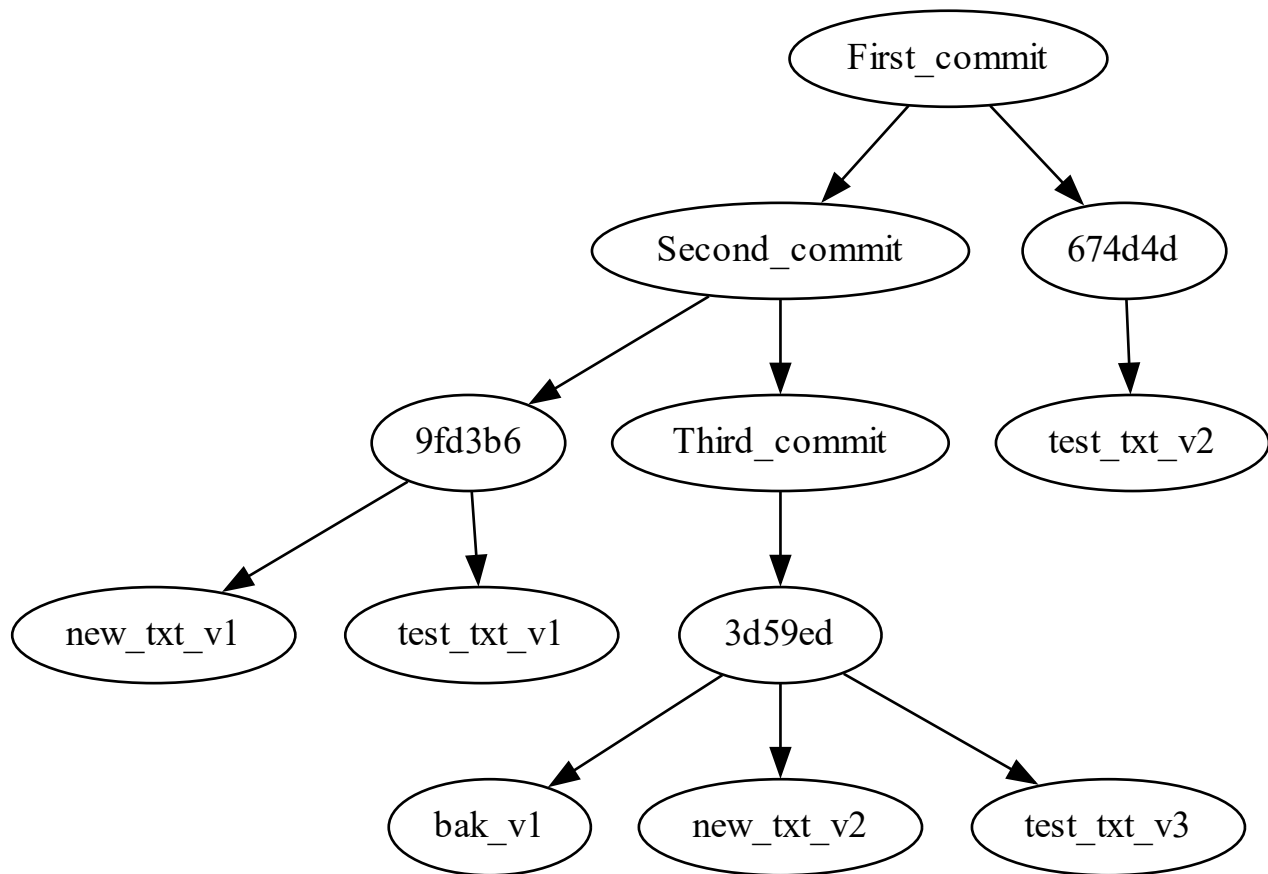 First_commit
Second_commit
674d4d
9fd3b6
Third_commit
test_txt_v2
new_txt_v1
test_txt_v1
3d59ed
bak_v1
new_txt_v2
test_txt_v3